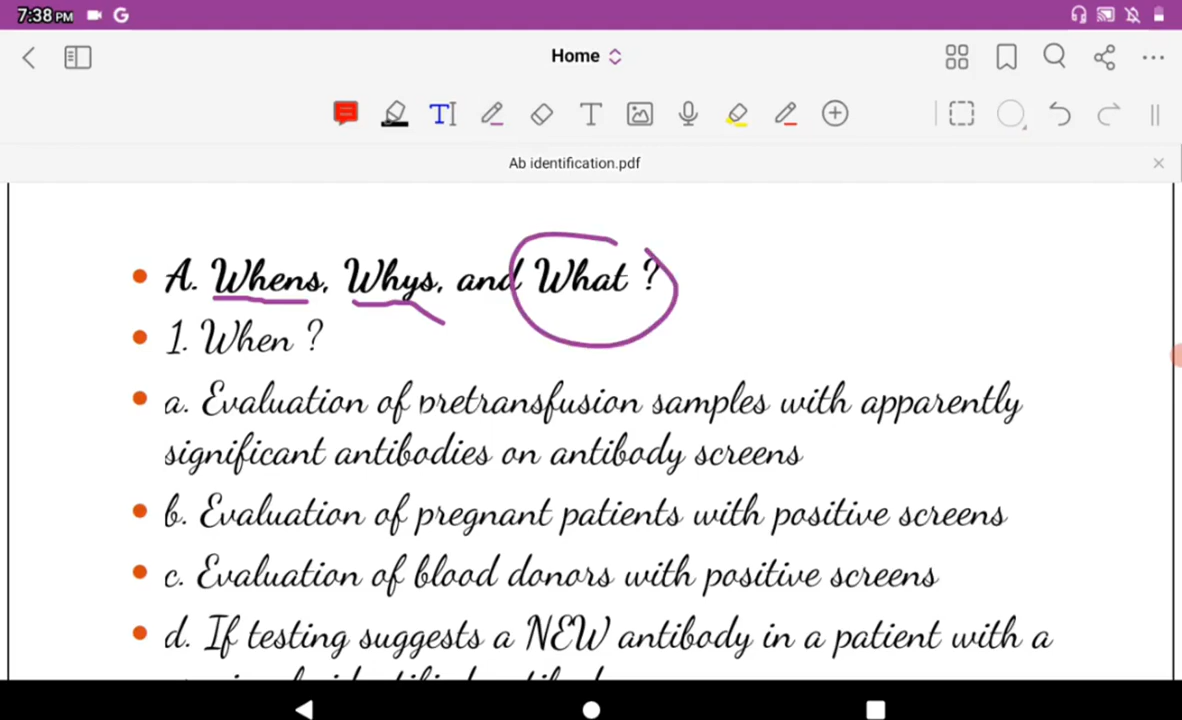 7:38 PM
Home
Ab identification.pdf
A. Whens, Whys, and What ?
1. When ?
a. Evaluation of pretransfusion samples with apparently
significant antibodies on antibody screens
b. Evaluation of pregnant patients with positive screens
c. Evaluation of blood donors with positive screens
d. If testing suggests a NEW antibody in a patient with a